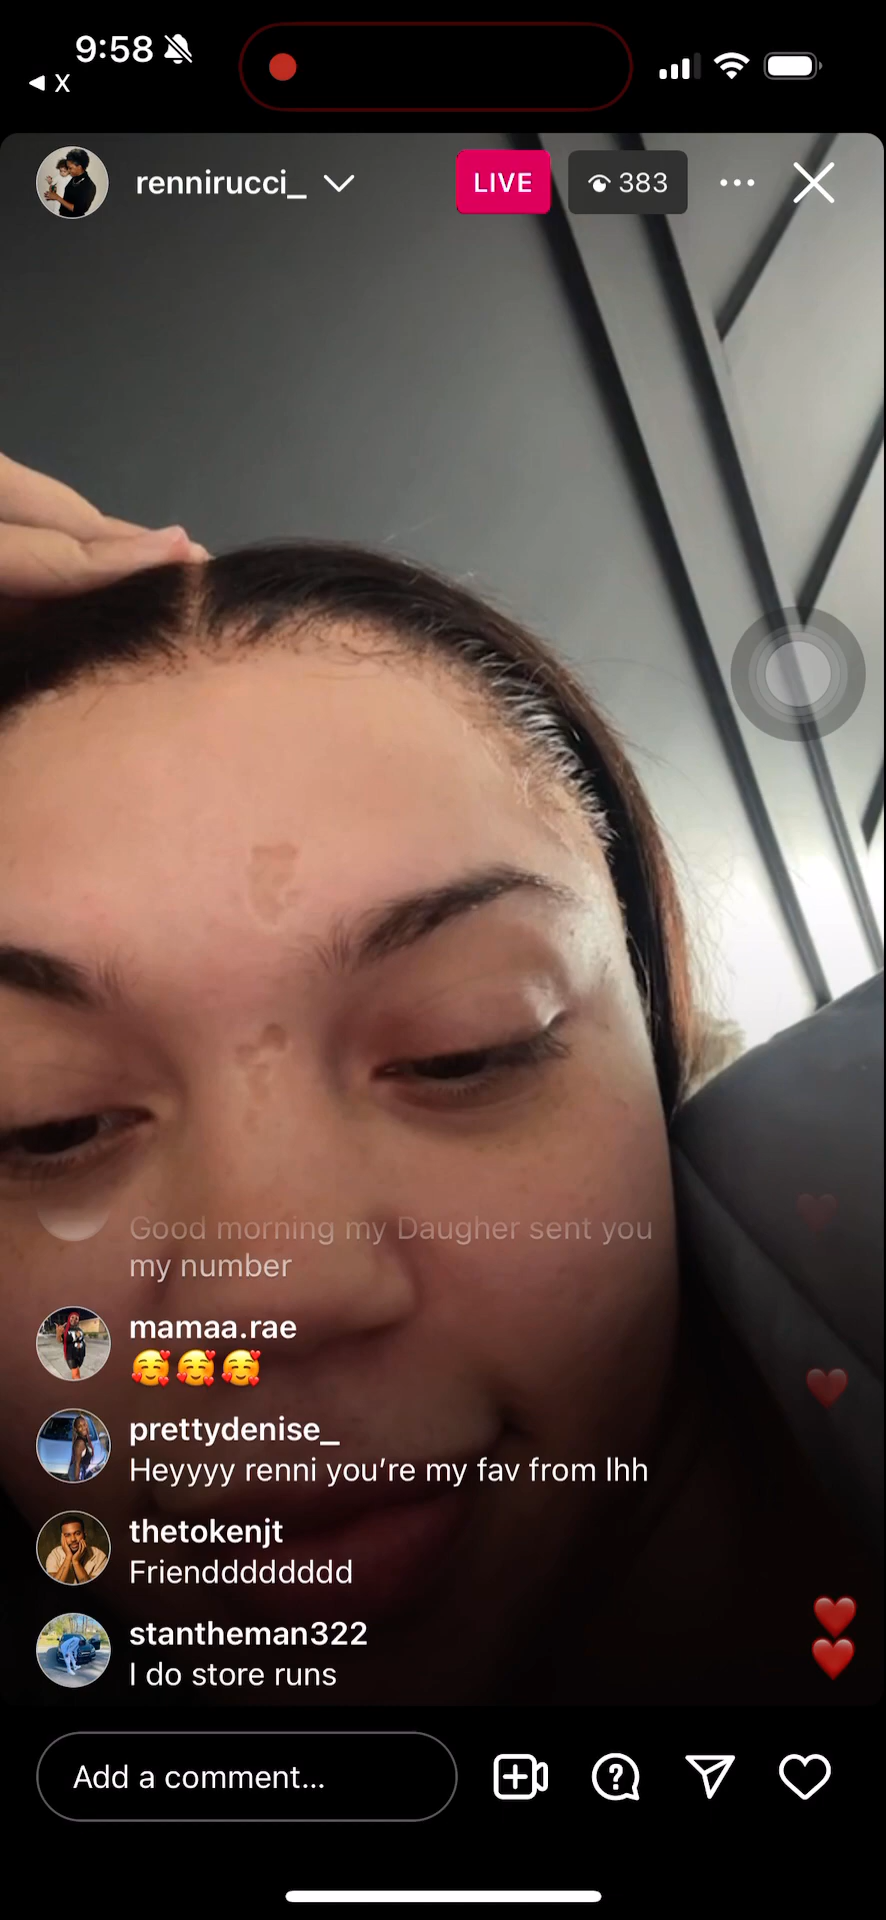 9:58
X
rennirucci_
LIVE
383
Good morning my Daugher sent you
my number
mamaa.rae
🥰🥰🥰
prettydenise_
Heyyyy renni you’re my fav from lhh
thetokenjt
Frienddddddddd
stantheman322
I do store runs
Add a comment...